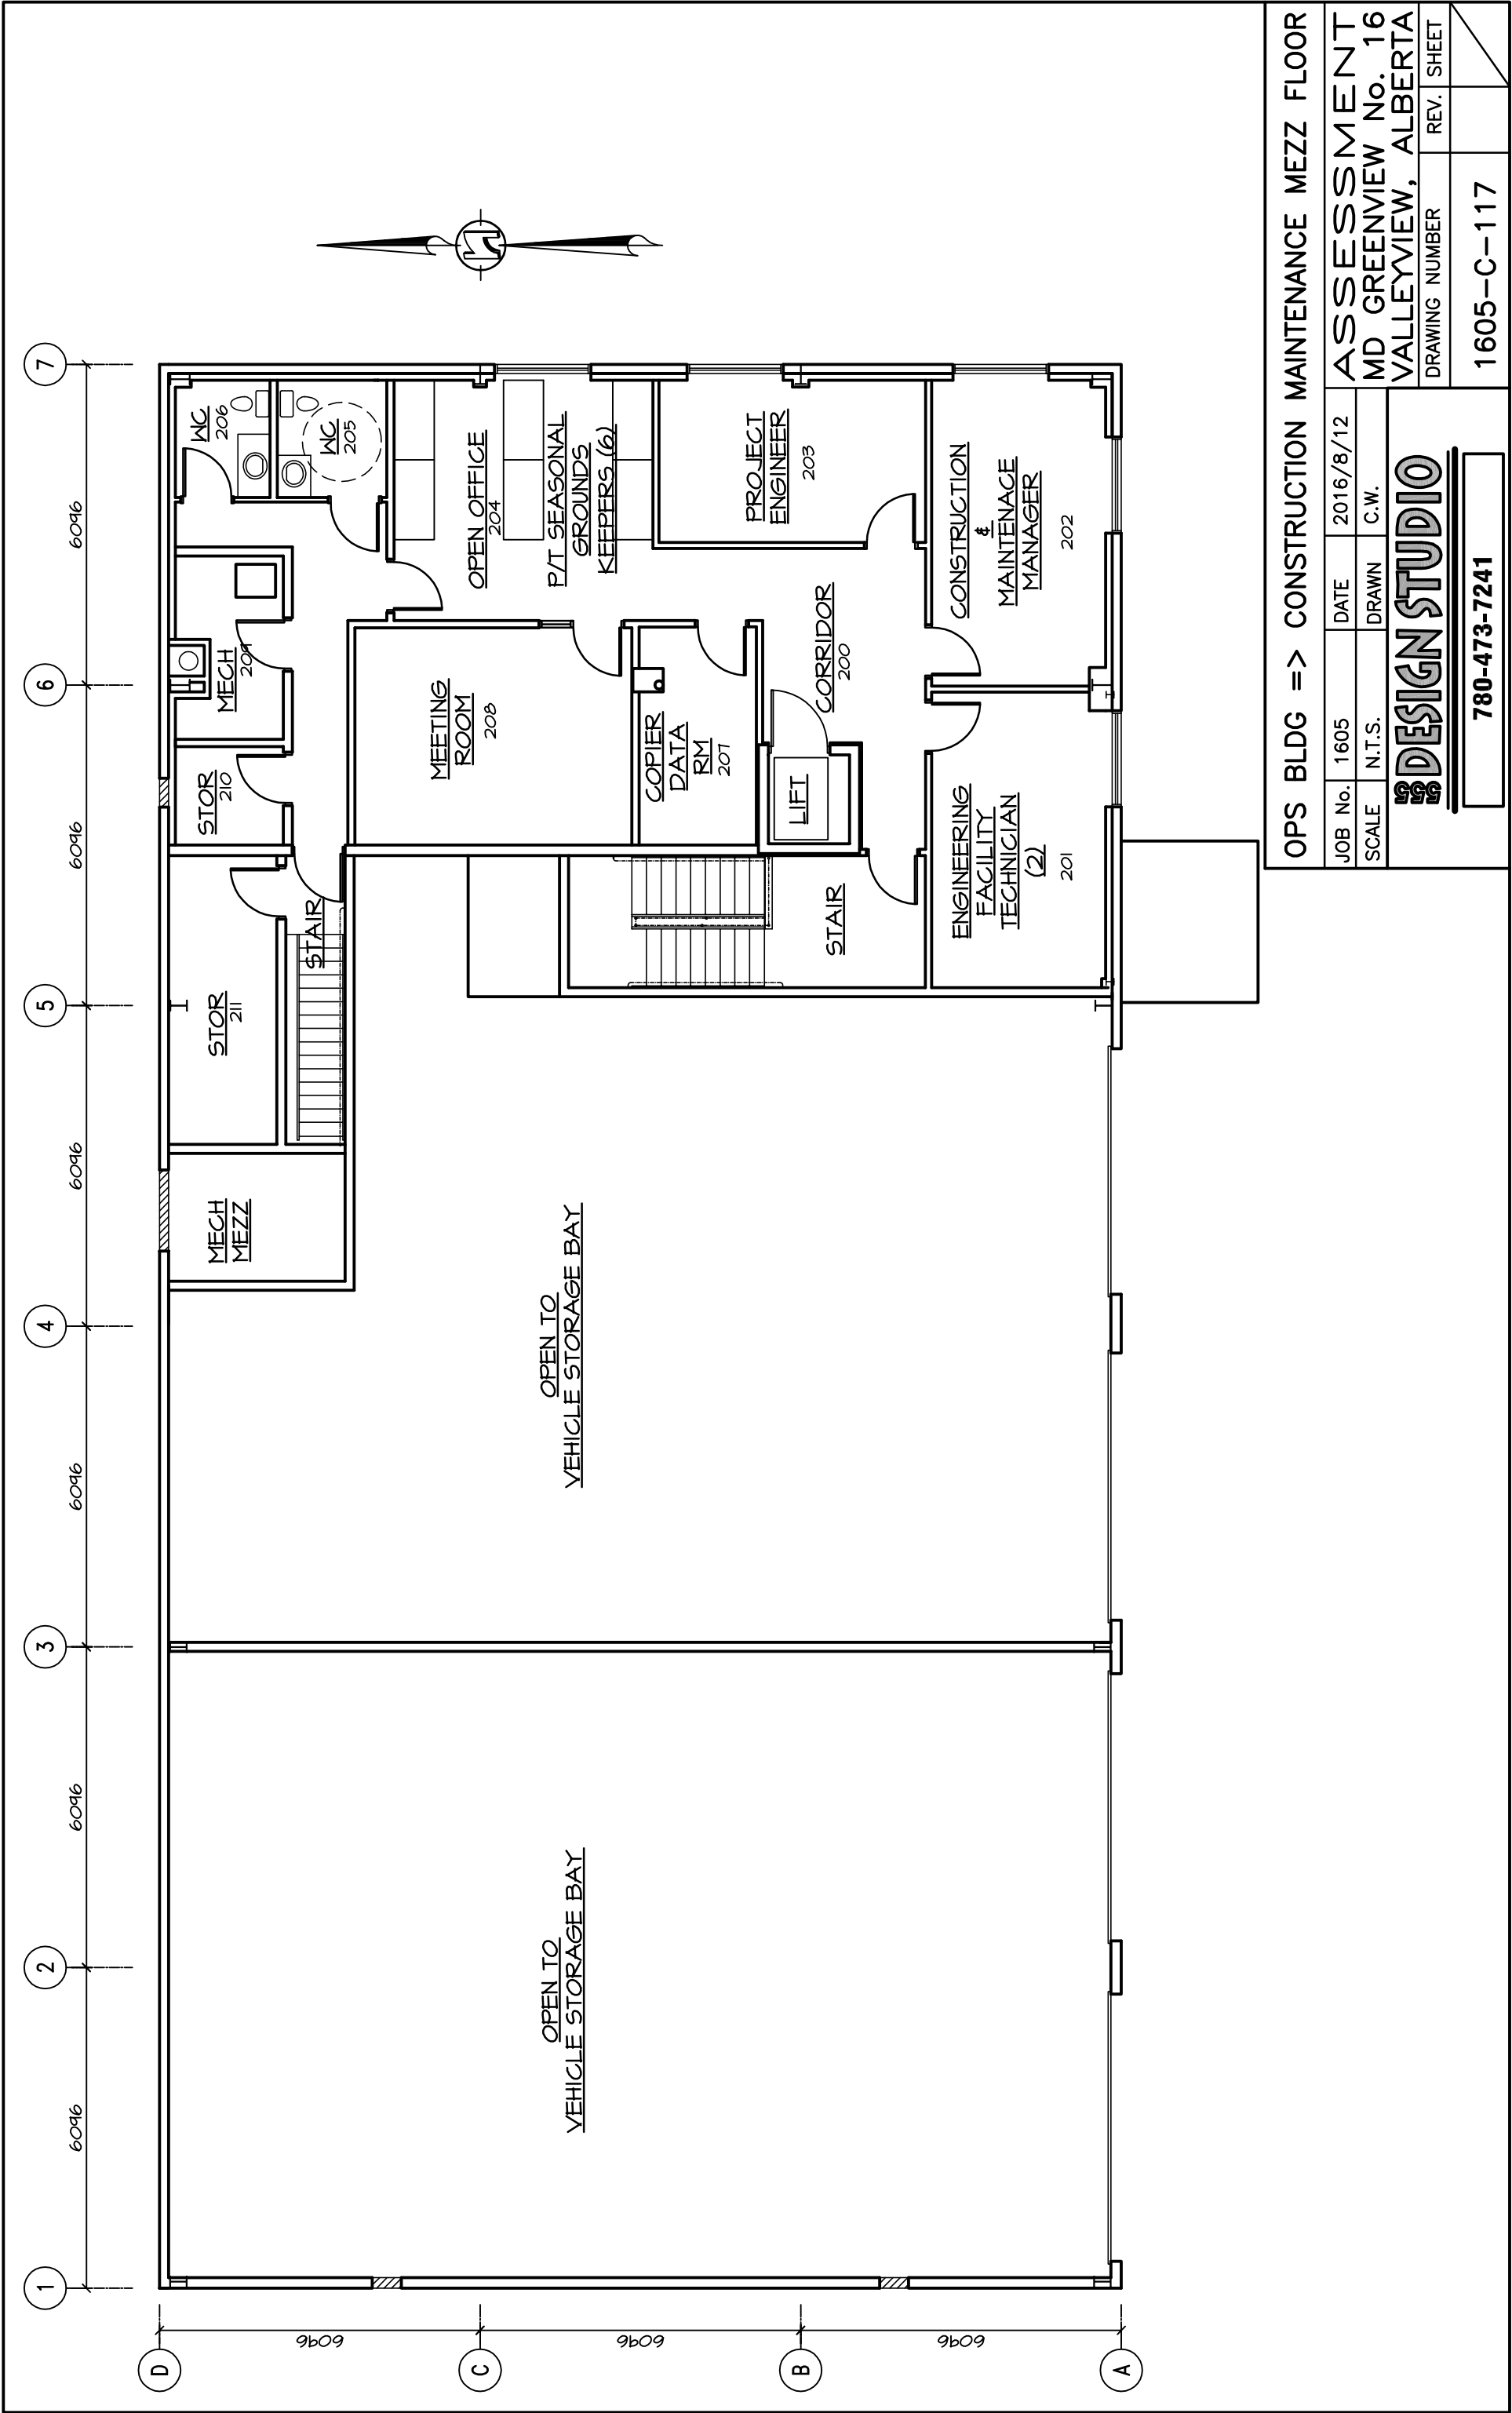 1
2
3
4
5
6
7
6096
6096
6096
6096
6096
6096
D
C
B
A
6096
6096
6096
WC
206
WC
205
MECH
209
STOR
210
STOR
211
STAIR
MECH
MEZZ
OPEN OFFICE
204
P/T SEASONAL
GROUNDS
KEEPERS (6)
MEETING
ROOM
208
COPIER
DATA
RM
207
PROJECT
ENGINEER
203
CORRIDOR
200
LIFT
STAIR
CONSTRUCTION
&
MAINTENACE
MANAGER
202
ENGINEERING
FACILITY
TECHNICIAN
(2)
201
OPEN TO
VEHICLE STORAGE BAY
OPEN TO
VEHICLE STORAGE BAY
OPS BLDG => CONSTRUCTION MAINTENANCE MEZZ FLOOR
JOB No. 1605 DATE 2016/8/12
SCALE N.T.S. DRAWN C.W.
ASSESSMENT
MD GREENVIEW No. 16
VALLEYVIEW, ALBERTA
DRAWING NUMBER REV. SHEET
1605-C-117
555 DESIGN STUDIO
780-473-7241